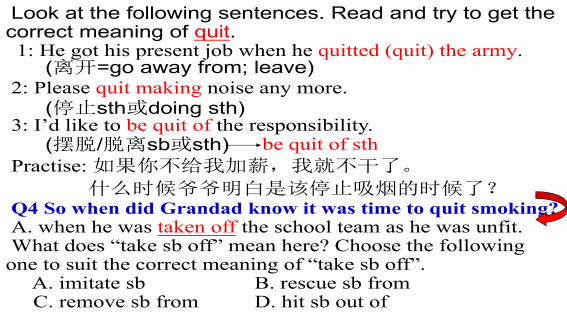 Look at the following sentences. Read and try to get the
correct meaning of quit.
1: He got his present job when he quitted (quit) the army.
(离开=go away from; leave)
2: Please quit making noise any more.
(停止sth或doing sth)
3: I'd like to be quit of the responsibility.
(摆脱/脱离sb或sth)→be quit of sth
Practise: 如果你不给我加薪，我就不干了。
什么时候爷爷明白是该停止吸烟的时候了？
Q4 So when did Grandad know it was time to quit smoking?
A. when he was taken off the school team as he was unfit.
What does “take sb off” mean here? Choose the following
one to suit the correct meaning of “take sb off”.
A. imitate sb B. rescue sb from
C. remove sb from D. hit sb out of